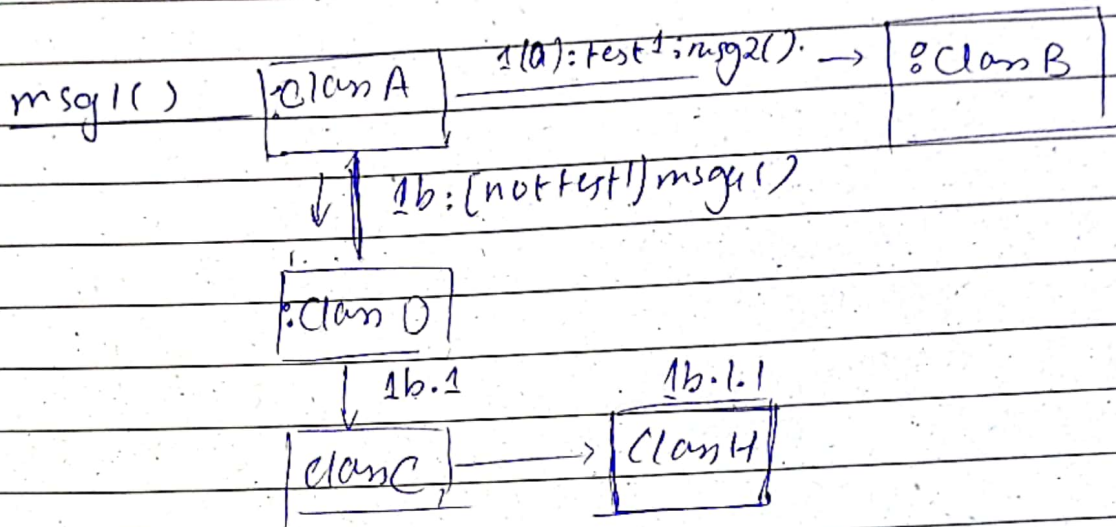 msg1() :Class A 1(a):test1:msg2(). → :Class B
1b:[not test1]msg4()
:Class D
1b.1 1b.1.1
Class C Class H